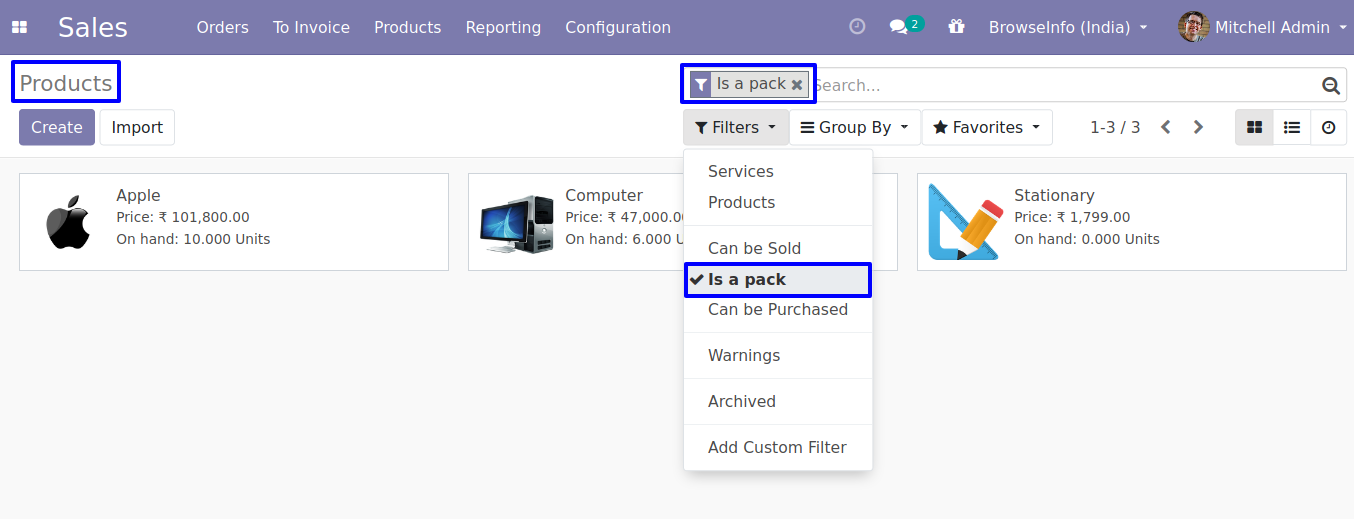 Sales Orders To Invoice Products Reporting Configuration 2 BrowseInfo (India) Mitchell Admin
Products
Is a pack Search...
Create Import
Filters Group By Favorites 1-3 / 3
Services
Products
Can be Sold
Is a pack
Can be Purchased
Warnings
Archived
Add Custom Filter
Apple
Price: ₹ 101,800.00
On hand: 10.000 Units
Computer
Price: ₹ 47,000.0
On hand: 6.000 U
Stationary
Price: ₹ 1,799.00
On hand: 0.000 Units